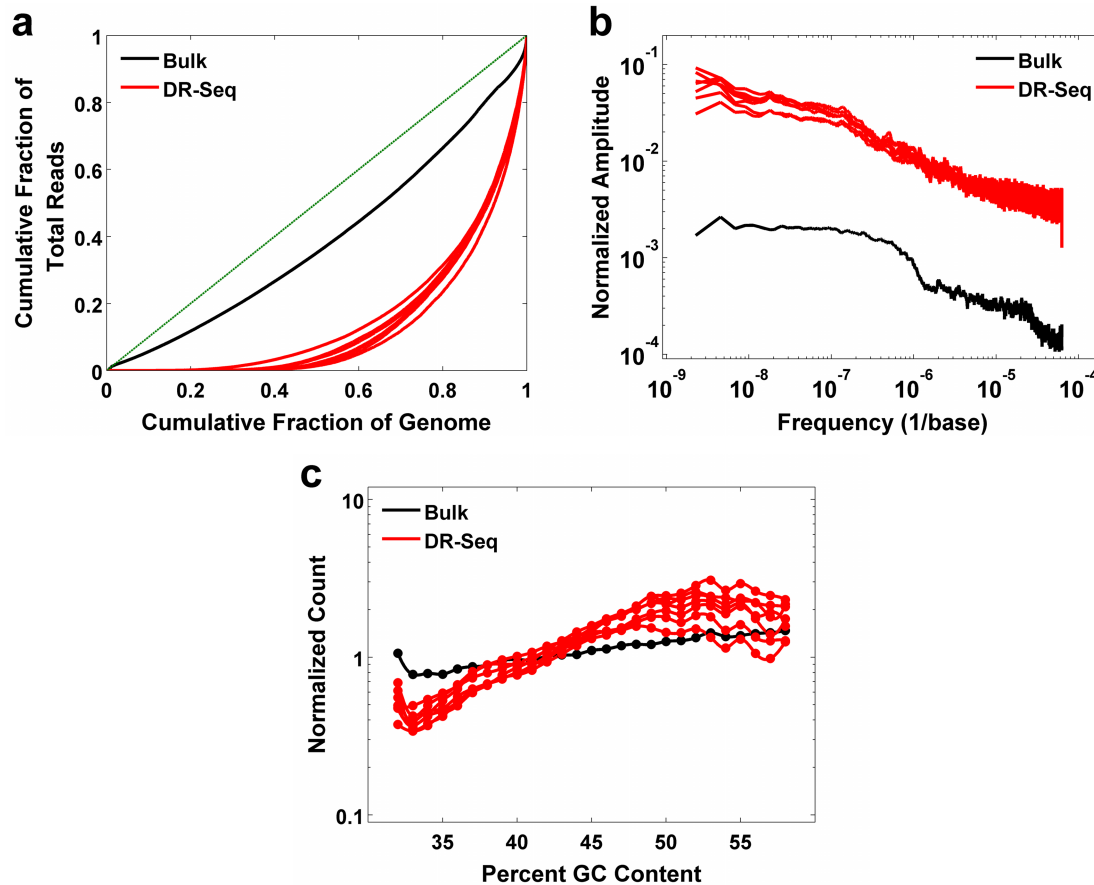 a
Cumulative Fraction of
Total Reads
1
0.8
0.6
0.4
0.2
0
Bulk
DR-Seq
0.2
0.4
0.6
0.8
1
Cumulative Fraction of Genome
b
Normalized Amplitude
10-1
10-2
10-3
10-4
Bulk
DR-Seq
10-9
10-8
10-7
10-6
10-5
10-4
Frequency (1/base)
c
Normalized Count
10
1
0.1
Bulk
DR-Seq
35
40
45
50
55
Percent GC Content